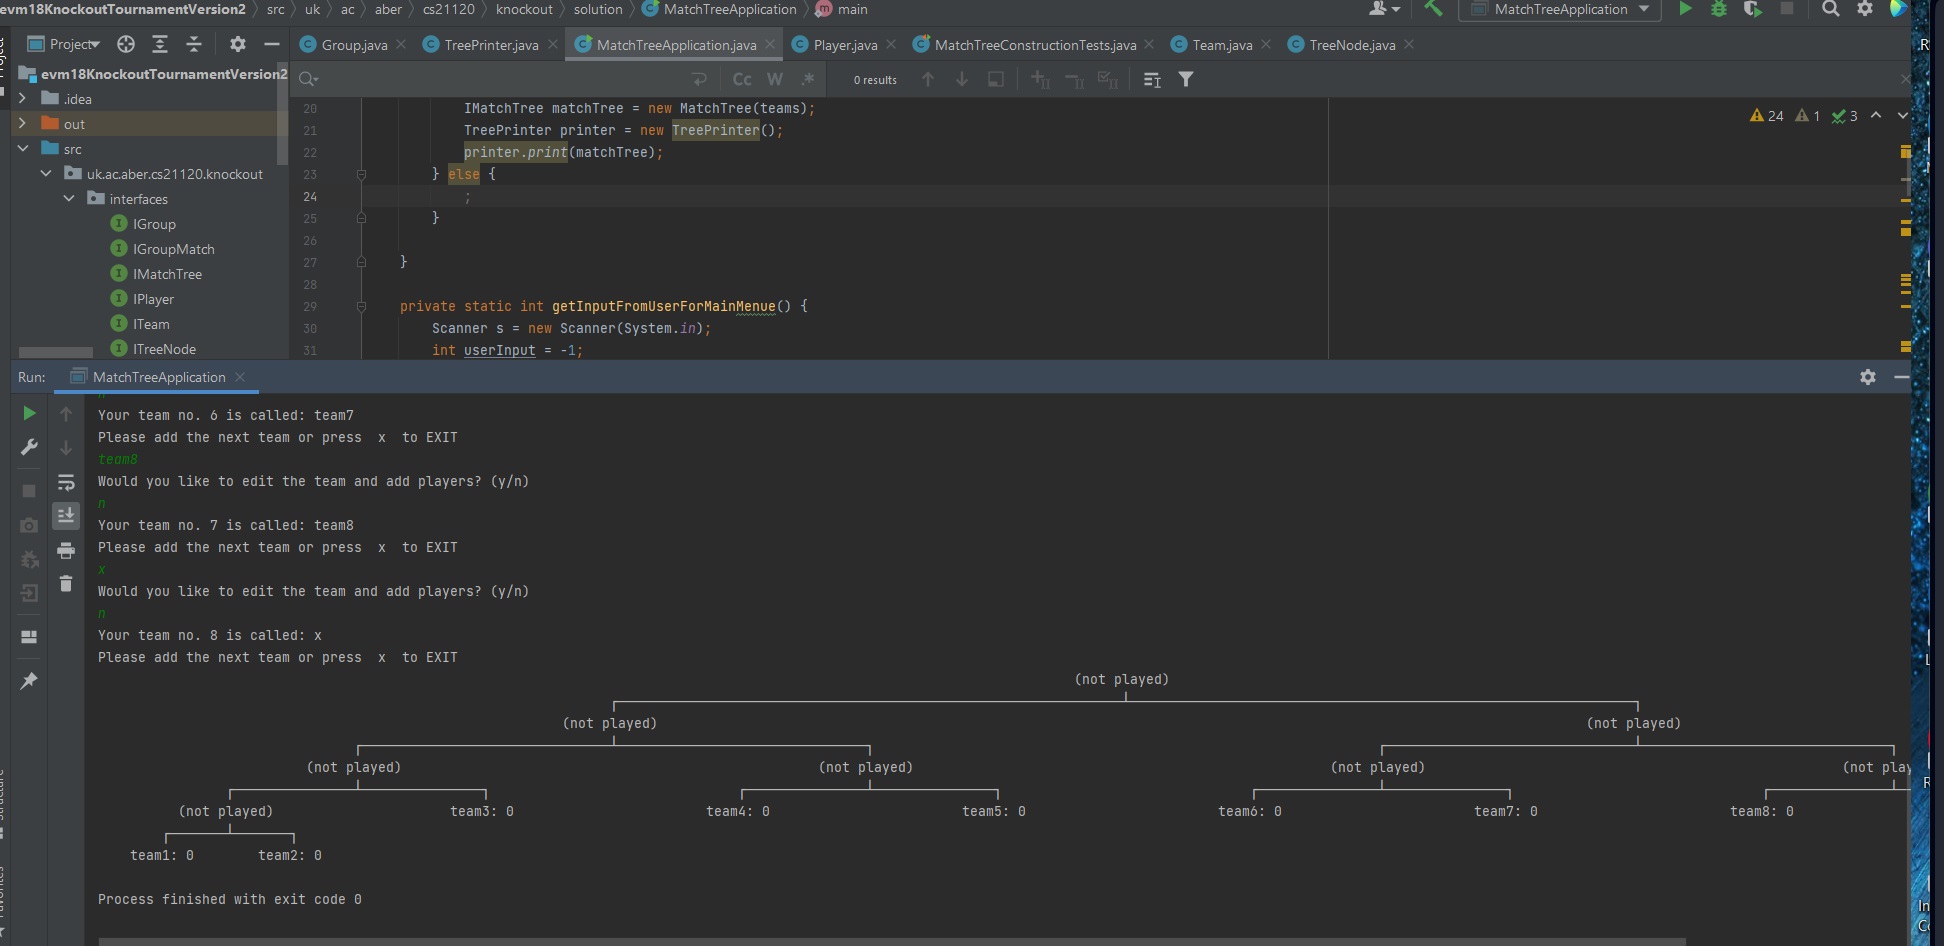 evm18KnockoutTournamentVersion2 src uk ac aber cs21120 knockout solution MatchTreeApplication main MatchTreeApplication
Project Group.java TreePrinter.java MatchTreeApplication.java Player.java MatchTreeConstructionTests.java Team.java TreeNode.java
evm18KnockoutTournamentVersion2
Cc W .* 0 results
.idea
out
src
uk.ac.aber.cs21120.knockout
interfaces
IGroup
IGroupMatch
IMatchTree
IPlayer
ITeam
ITreeNode
24 1 3
20 IMatchTree matchTree = new MatchTree(teams);
21 TreePrinter printer = new TreePrinter();
22 printer.print(matchTree);
23 } else {
24 ;
25 }
26
27 }
28
29 private static int getInputFromUserForMainMenue() {
30 Scanner s = new Scanner(System.in);
31 int userInput = -1;
Run: MatchTreeApplication
Your team no. 6 is called: team7
Please add the next team or press  x  to EXIT
team8
Would you like to edit the team and add players? (y/n)
n
Your team no. 7 is called: team8
Please add the next team or press  x  to EXIT
x
Would you like to edit the team and add players? (y/n)
n
Your team no. 8 is called: x
Please add the next team or press  x  to EXIT
(not played)
(not played) (not played)
(not played) (not played) (not played) (not play
(not played) team3: 0 team4: 0 team5: 0 team6: 0 team7: 0 team8: 0
team1: 0 team2: 0
Process finished with exit code 0